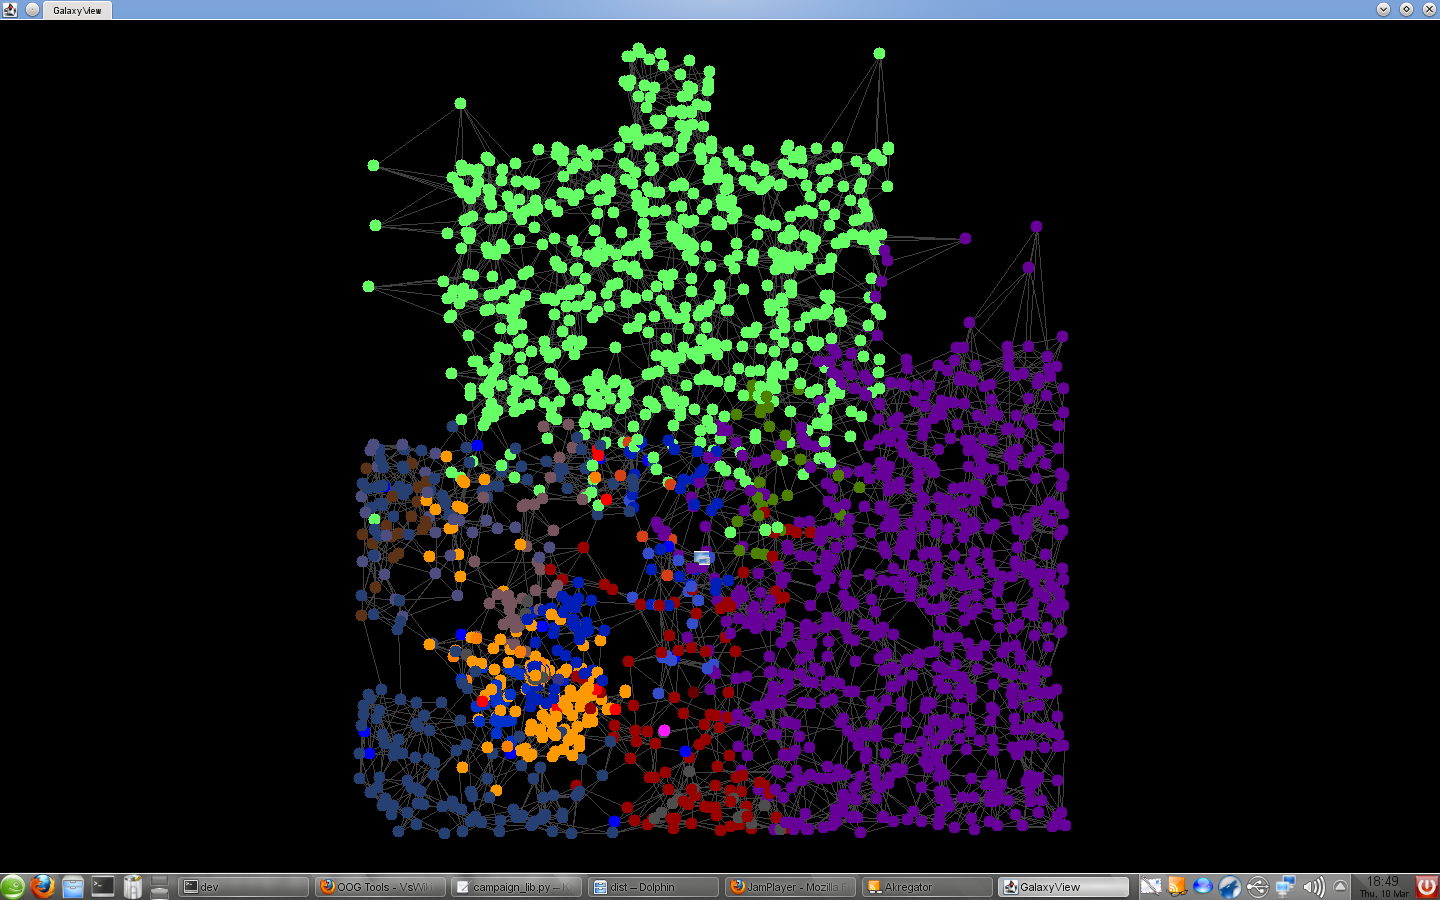 GalaxyView
dev
OOG Tools - VsWiki
campaign_lib.py – K
dist – Dolphin
JamPlayer - Mozilla F
Akregator
GalaxyView
18:49
Thu, 10 Mar